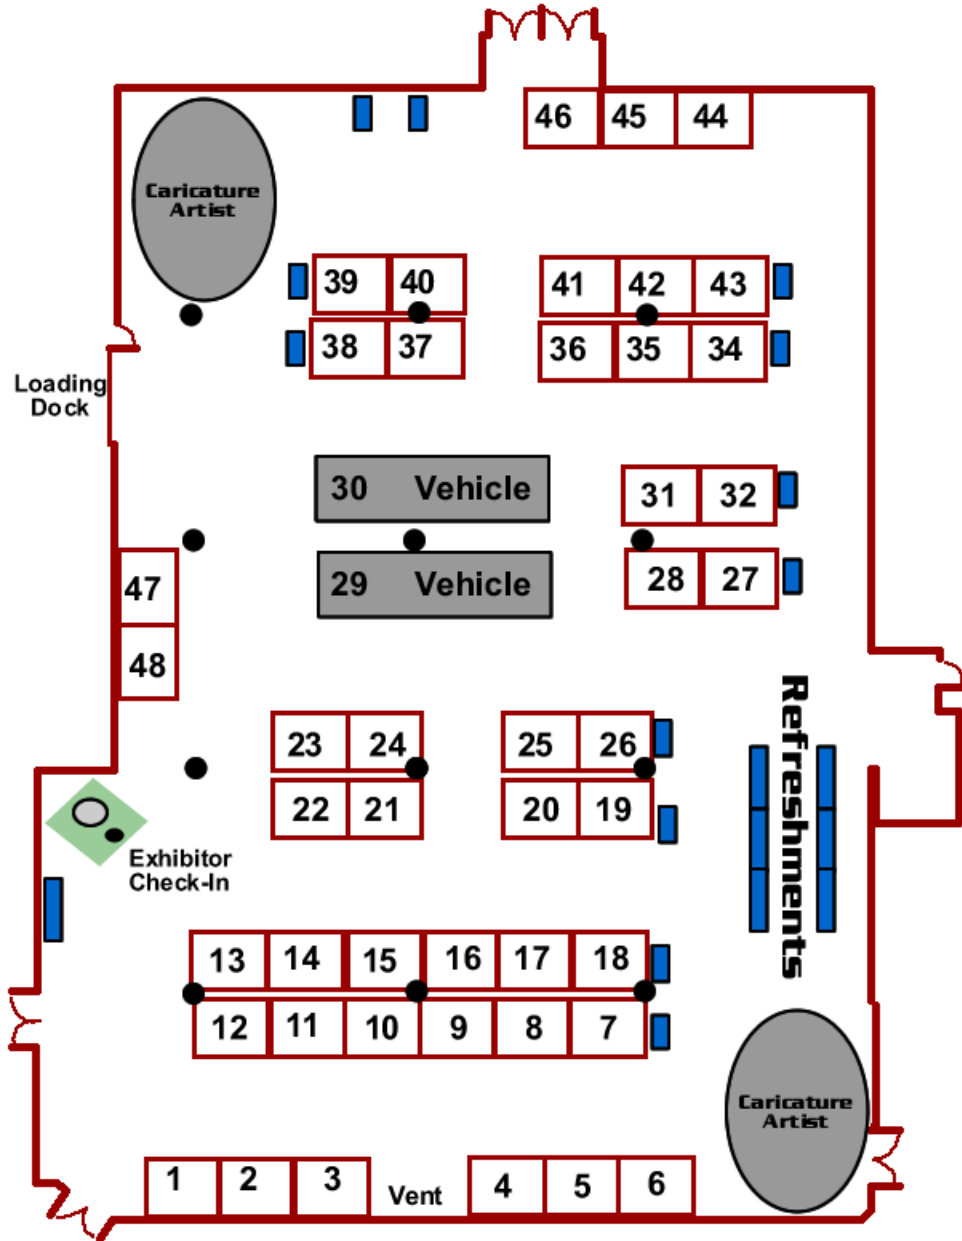 46 45 44
Caricature
Artist
39 40 41 42 43
38 37 36 35 34
Loading
Dock
30 Vehicle 31 32
29 Vehicle 28 27
47
48
Refreshments
23 24 25 26
22 21 20 19
Exhibitor
Check-In
13 14 15 16 17 18
12 11 10 9 8 7
Caricature
Artist
1 2 3 Vent 4 5 6